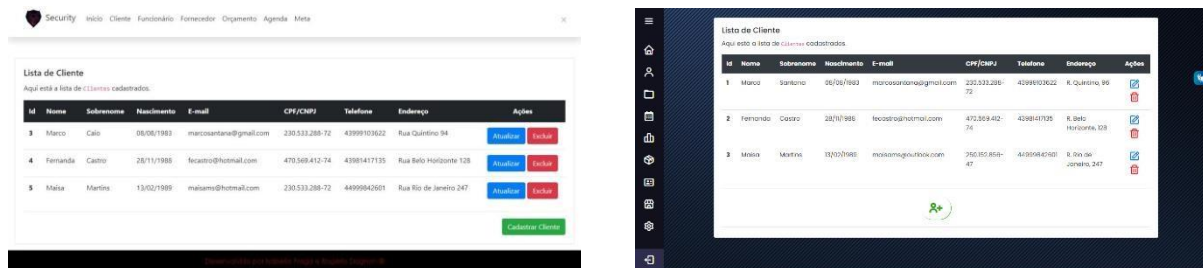 Security Início Cliente Funcionário Fornecedor Orçamento Agenda Meta
Lista de Cliente
Aqui está a lista de Clientes cadastrados.
Id Nome Sobrenome Nascimento E-mail CPF/CNPJ Telefone Endereço Ações
3 Marco Caio 08/08/1983 marcosantana@gmail.com 230.533.288-72 43999103622 Rua Quintino 94 Atualizar Excluir
4 Fernanda Castro 28/11/1988 fecastro@hotmail.com 470.569.412-74 43981417135 Rua Belo Horizonte 128 Atualizar Excluir
5 Maisa Martins 13/02/1989 maisams@hotmail.com 230.533.288-72 44999842601 Rua Rio de Janeiro 247 Atualizar Excluir
Cadastrar Cliente
Desenvolvido por
Lista de Cliente
Aqui está a lista de Clientes cadastrados.
Id Nome Sobrenome Nascimento E-mail CPF/CNPJ Telefone Endereço Ações
1 Marco Santana 08/08/1983 marcosantana@gmail.com 230.533.288- 43999103622 R. Quintino, 96
72
2 Fernanda Castro 28/11/1988 fecastro@hotmail.com 470.569.412- 43981417135 R. Belo
74 Horizonte, 128
3 Maisa Martins 13/02/1989 maisams@outlook.com 44999842601 R. Rio de
47 Janeiro, 247